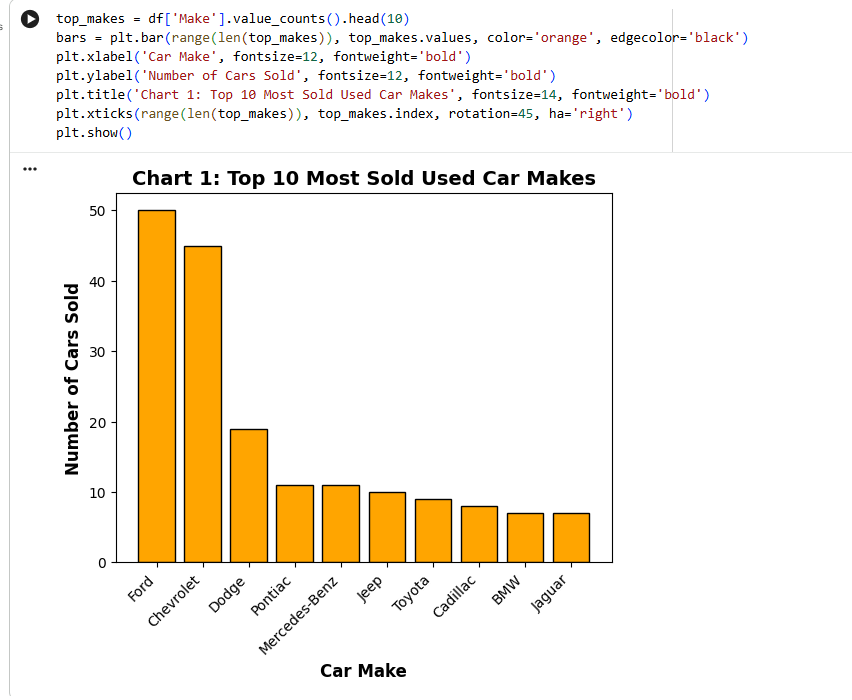 top_makes = df['Make'].value_counts().head(10)
bars = plt.bar(range(len(top_makes)), top_makes.values, color='orange', edgecolor='black')
plt.xlabel('Car Make', fontsize=12, fontweight='bold')
plt.ylabel('Number of Cars Sold', fontsize=12, fontweight='bold')
plt.title('Chart 1: Top 10 Most Sold Used Car Makes', fontsize=14, fontweight='bold')
plt.xticks(range(len(top_makes)), top_makes.index, rotation=45, ha='right')
plt.show()
Chart 1: Top 10 Most Sold Used Car Makes
Number of Cars Sold
50
40
30
20
10
0
Ford
Chevrolet
Dodge
Pontiac
Mercedes-Benz
Jeep
Toyota
Cadillac
BMW
Jaguar
Car Make